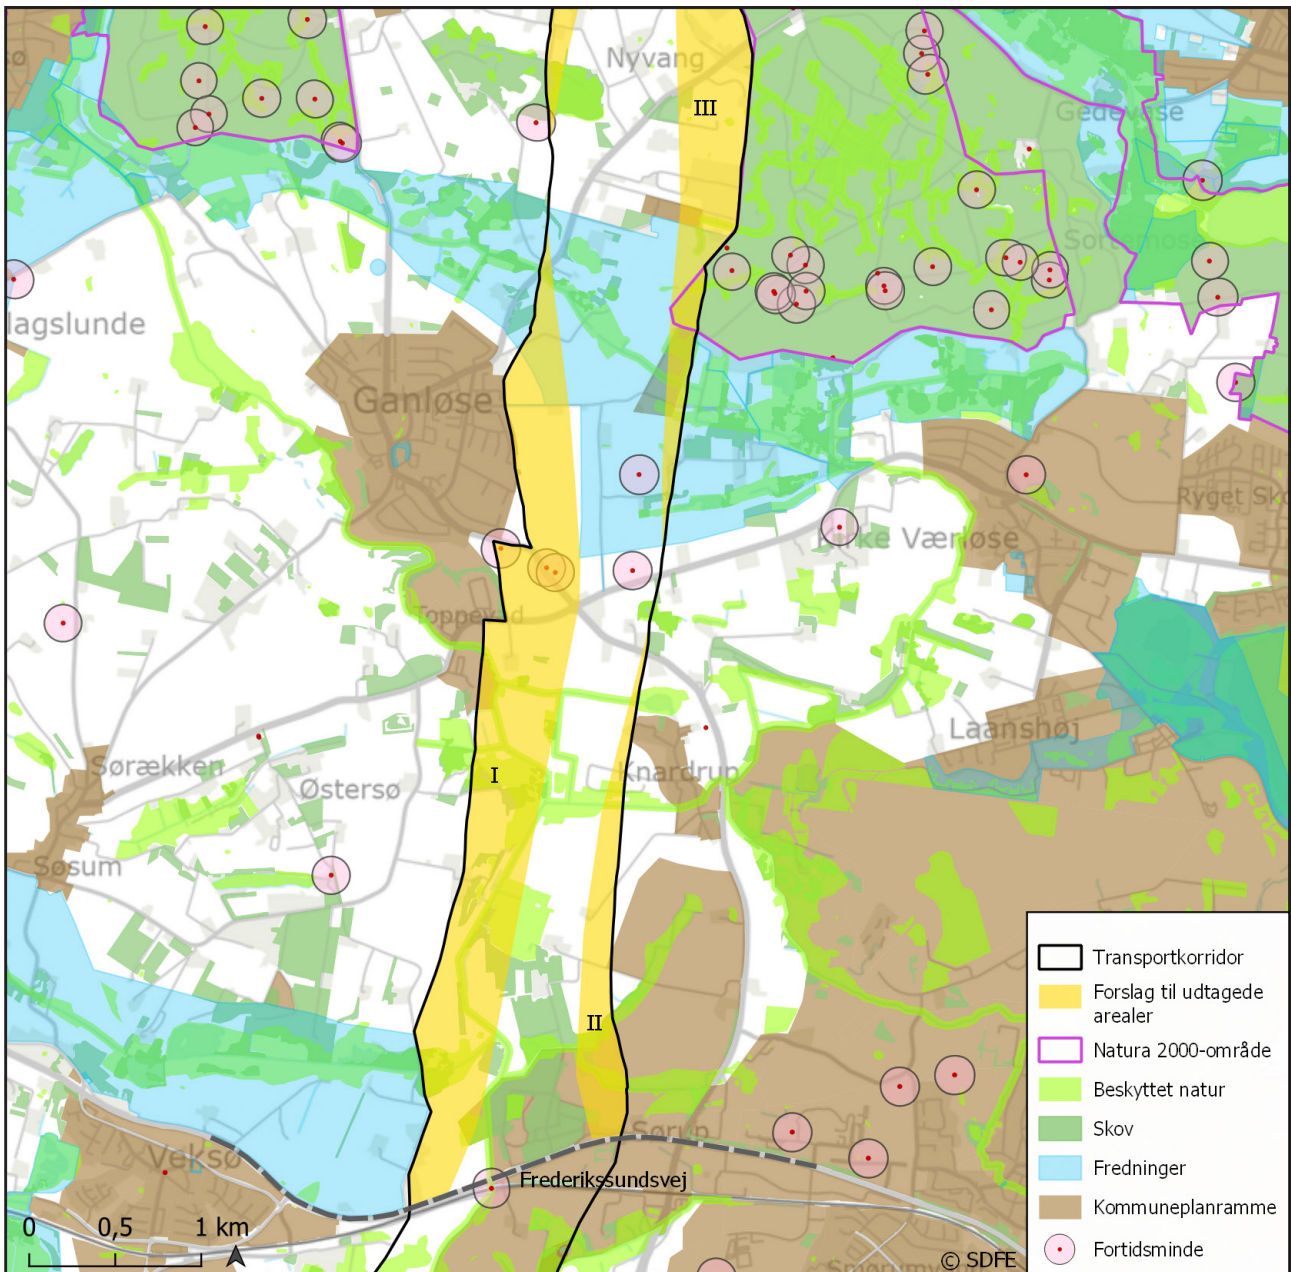 Nyvang
III
Gedevase
Sortemose
lagslunde
Ganløse
Ryget Sko
Kirke Værløse
Toppevad
Laanshøj
Sørækken
Knardrup
I
Østersø
Søsum
II
Sørup
Veksø
Frederikssundsvej
0 0,5 1 km
© SDFE
Transportkorridor
Forslag til udtagede
arealer
Natura 2000-område
Beskyttet natur
Skov
Fredninger
Kommuneplanramme
Fortidsminde